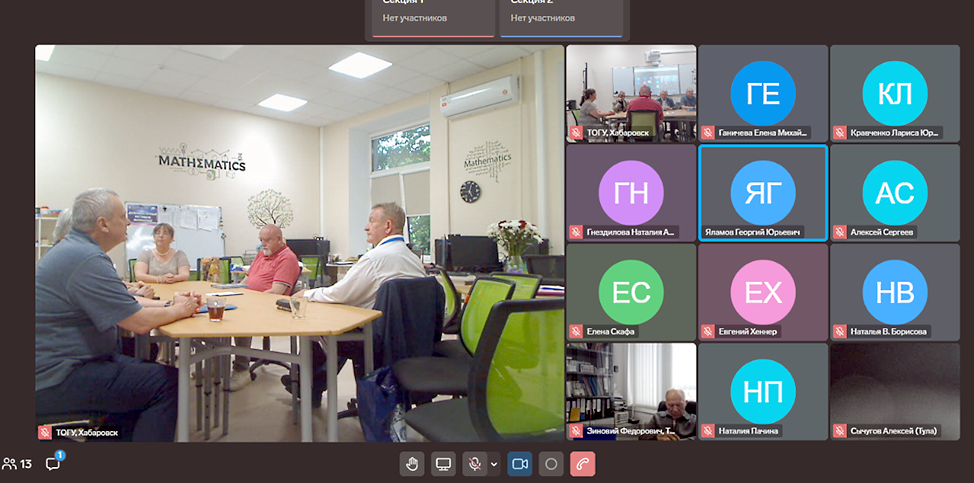 Секция 1
Секция 2
Нет участников
Нет участников
MATHEMATICS
Mathematics
ТОГУ, Хабаровск
ТОГУ, Хабаровск
ГЕ
Ганичева Елена Михай...
КЛ
Кравченко Лариса Юр...
ГН
Гнездилова Наталия А...
ЯГ
Яламов Георгий Юрьевич
АС
Алексей Сергеев
ЕС
Елена Скафа
ЕХ
Евгений Хеннер
НВ
Наталья В. Борисова
Зиновий Федорович, Т...
НП
Наталия Пачина
Сычугов Алексей (Тула)
13
1